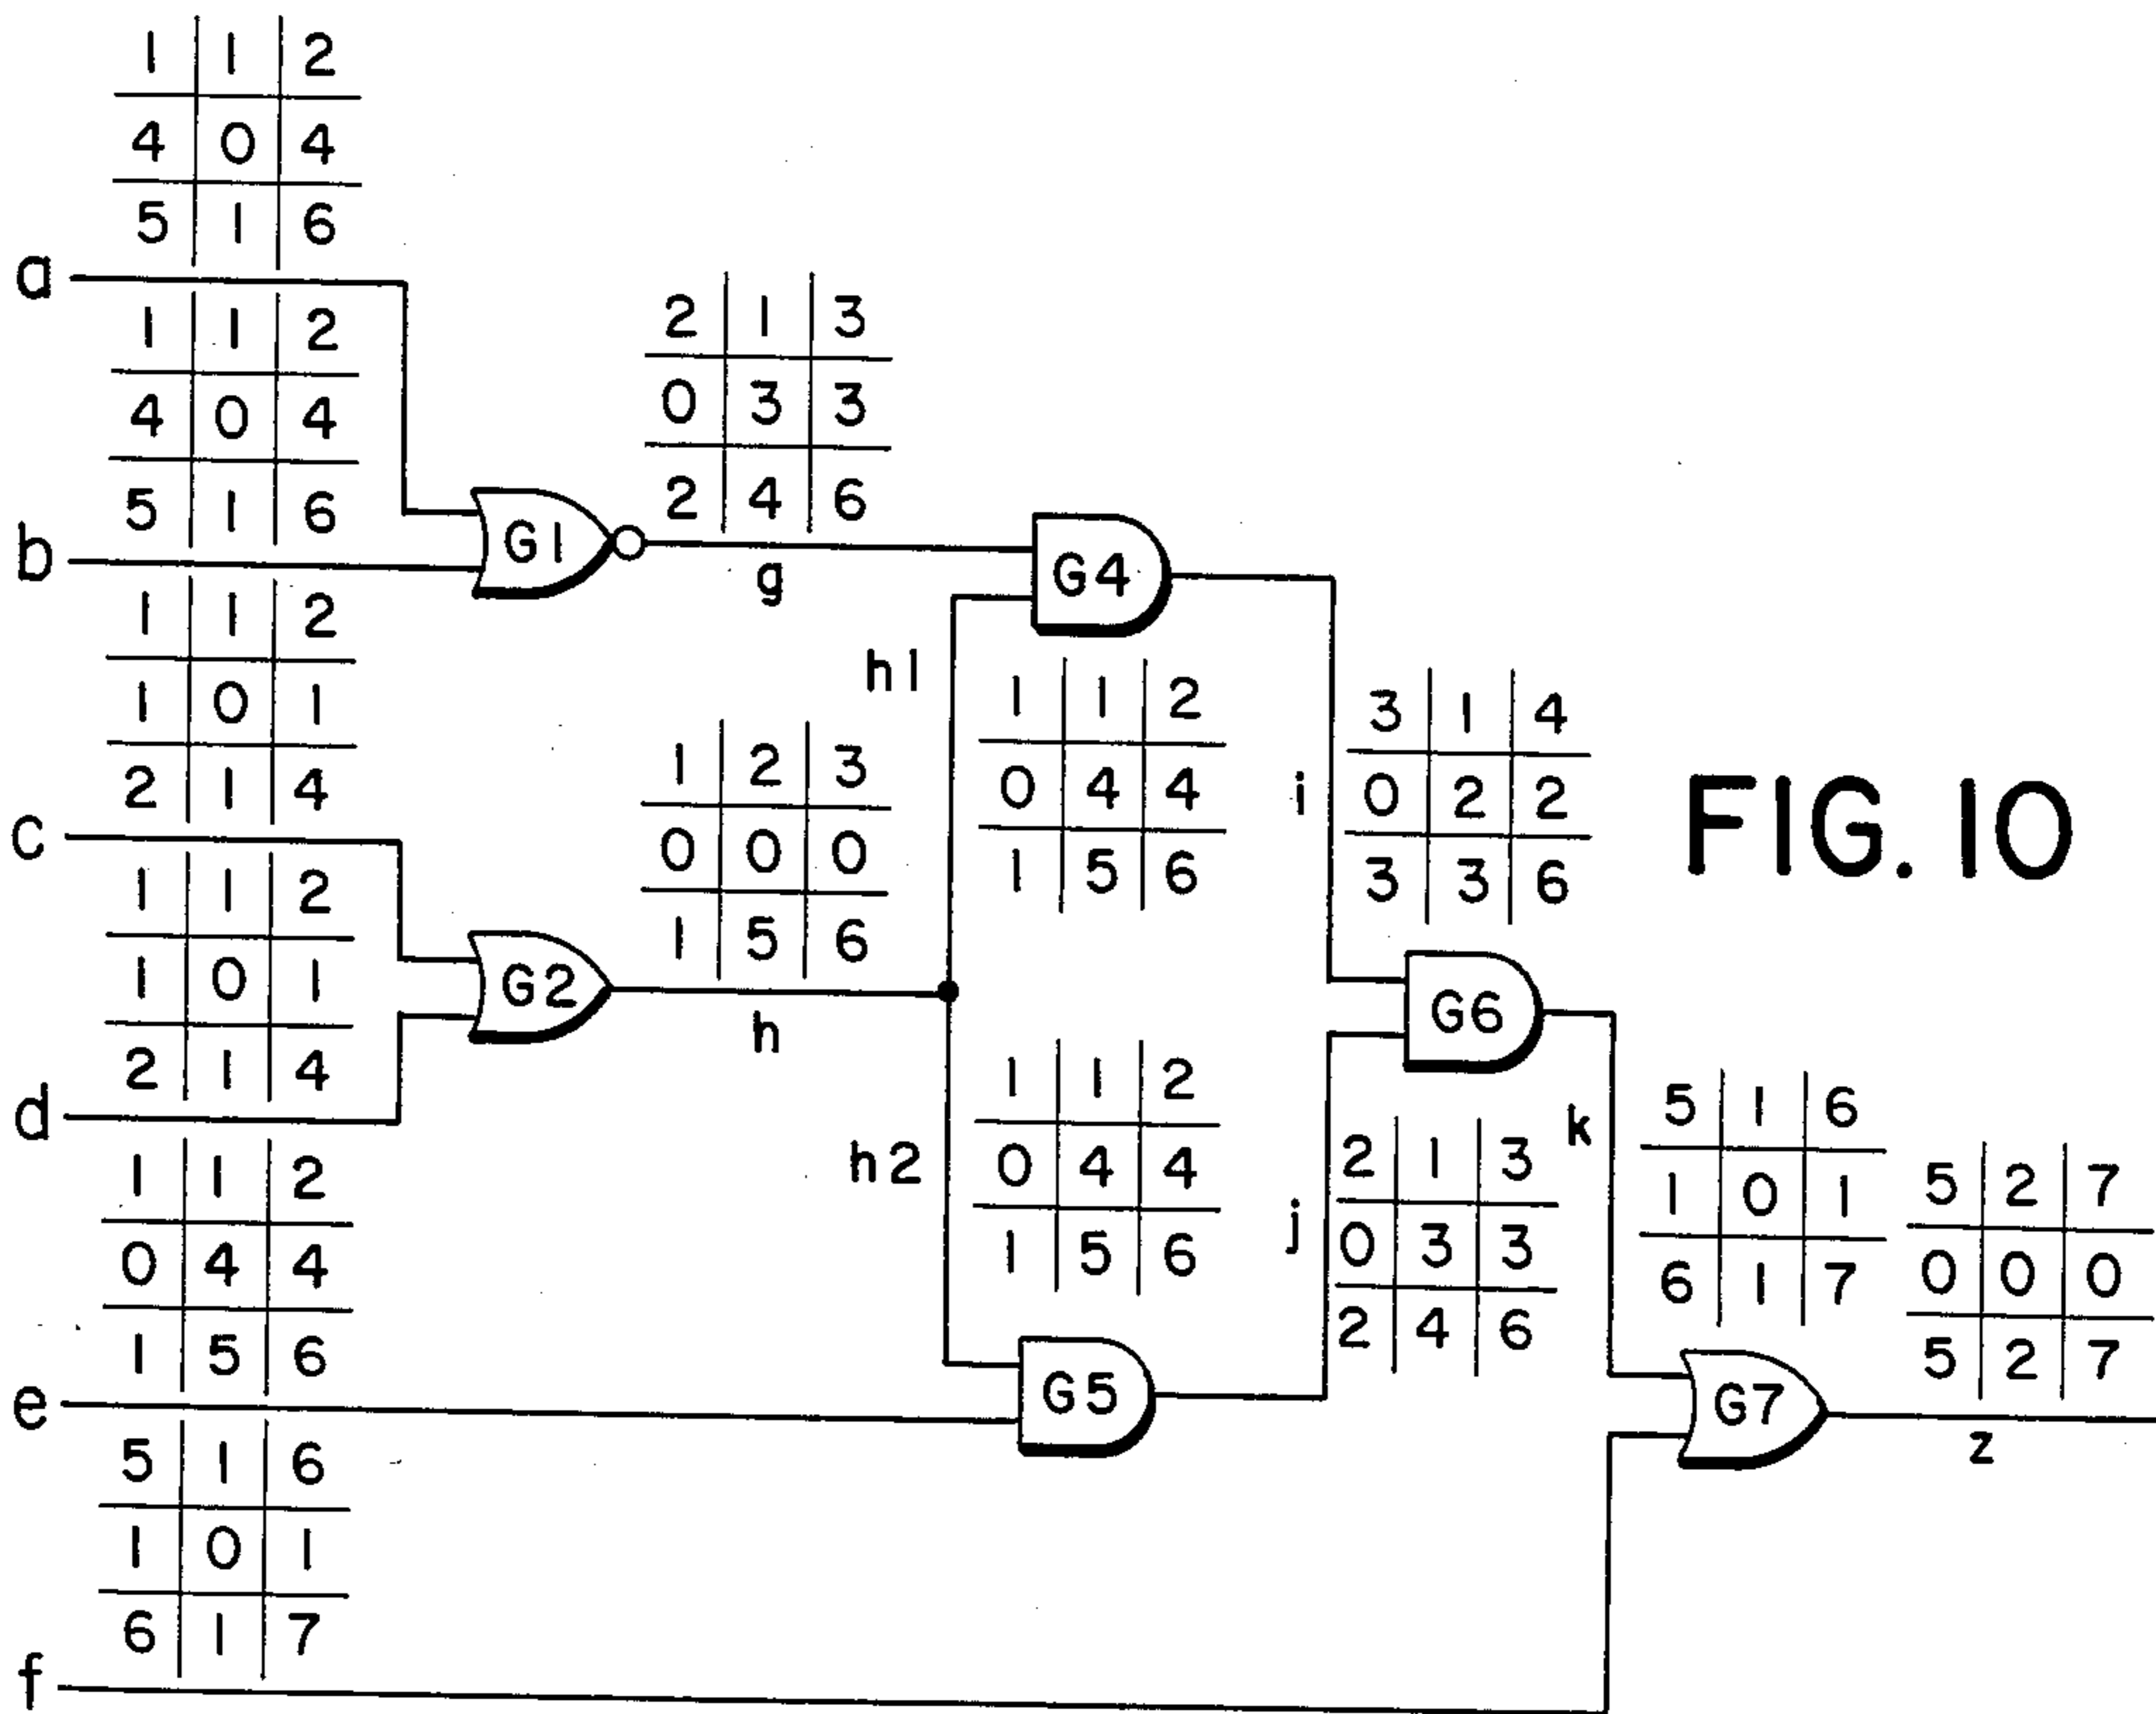 1 1 2
4 0 4
5 1 6
a
1 1 2
4 0 4
5 1 6
b
1 1 2
1 0 1
2 1 4
c
1 1 2
1 0 1
2 1 4
d
1 1 2
0 4 4
1 5 6
e
5 1 6
1 0 1
6 1 7
f
G1
2 1 3
0 3 3
2 4 6
g
G2
1 2 3
0 0 0
1 5 6
h
h1
1 1 2
0 4 4
1 5 6
G4
h2
1 1 2
0 4 4
1 5 6
G5
i
3 1 4
0 2 2
3 3 6
j
2 1 3
0 3 3
2 4 6
G6
k
5 1 6
1 0 1
6 1 7
G7
5 2 7
0 0 0
5 2 7
z
FIG. 10